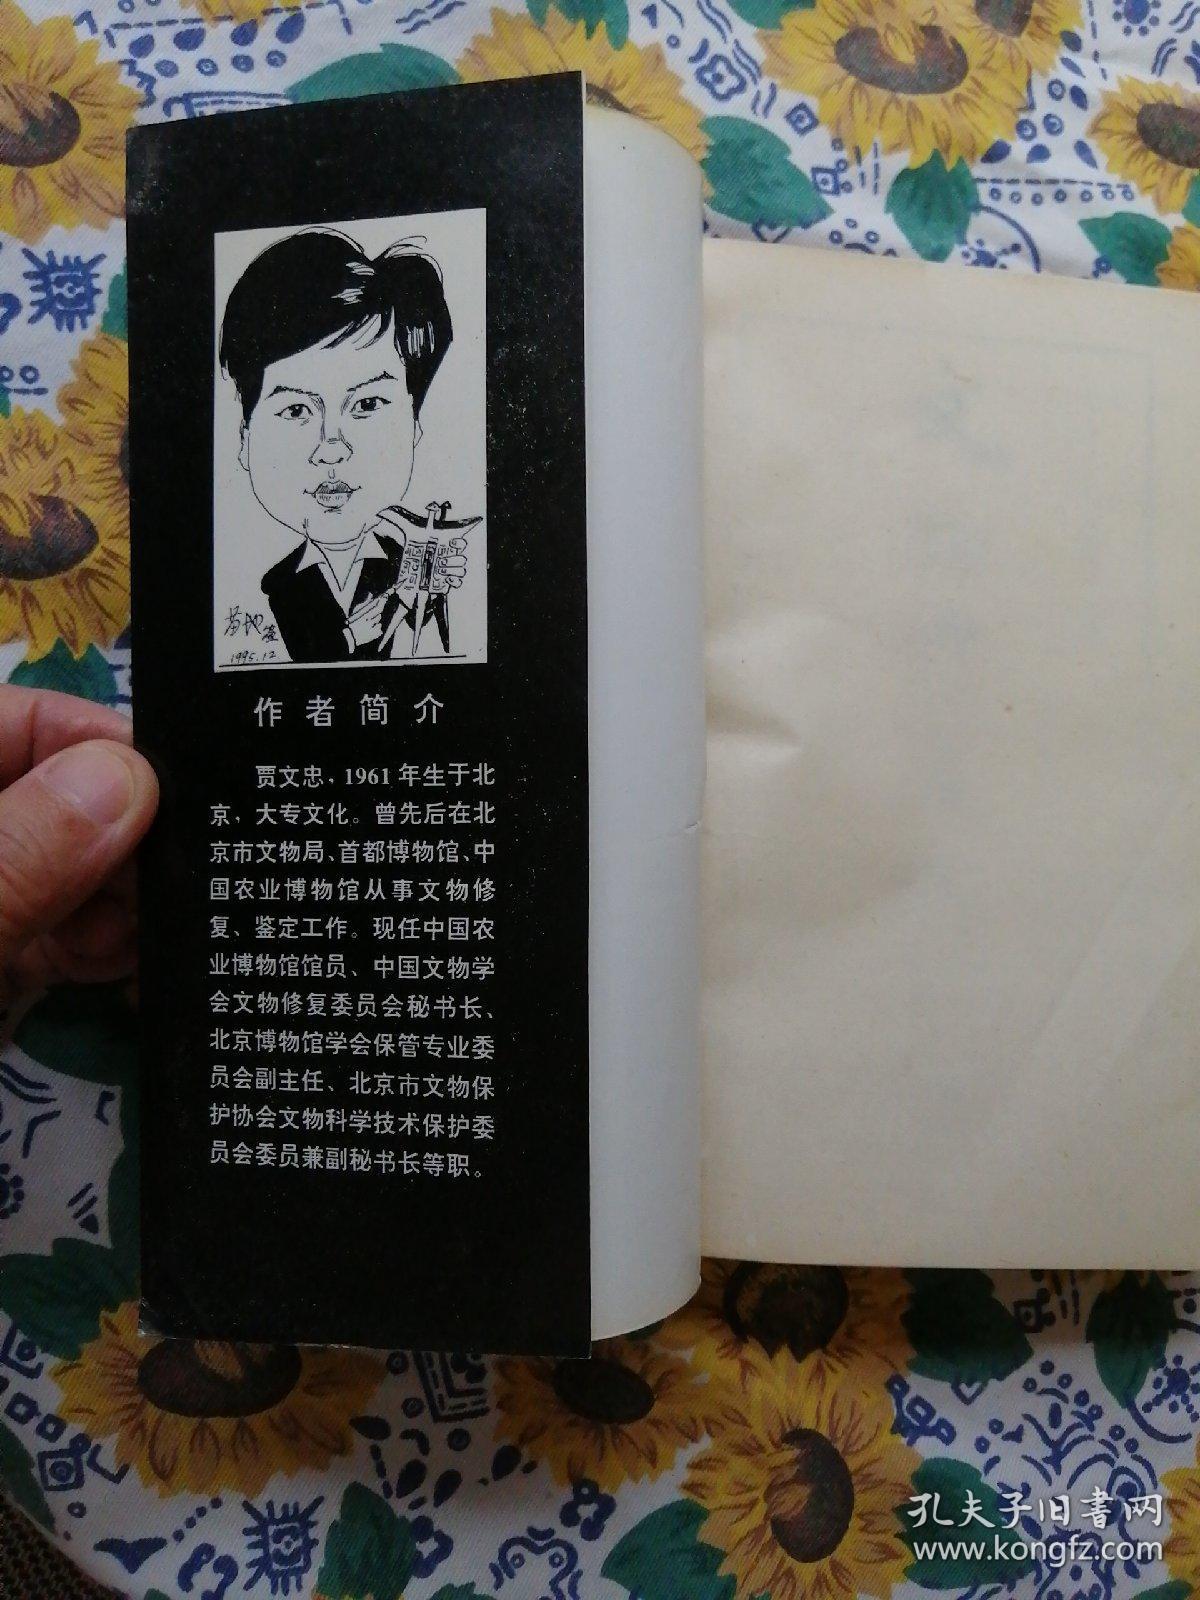 苗地
1995.12
作者简介
贾文忠，1961年生于北
京，大专文化。曾先后在北
京市文物局、首都博物馆、中
国农业博物馆从事文物修
复、鉴定工作。现任中国农
业博物馆馆员、中国文物学
会文物修复委员会秘书长、
北京博物馆学会保管专业委
员会副主任、北京市文物保
护协会文物科学技术保护委
员会委员兼副秘书长等职。
孔夫子旧书网
www.kongfz.com